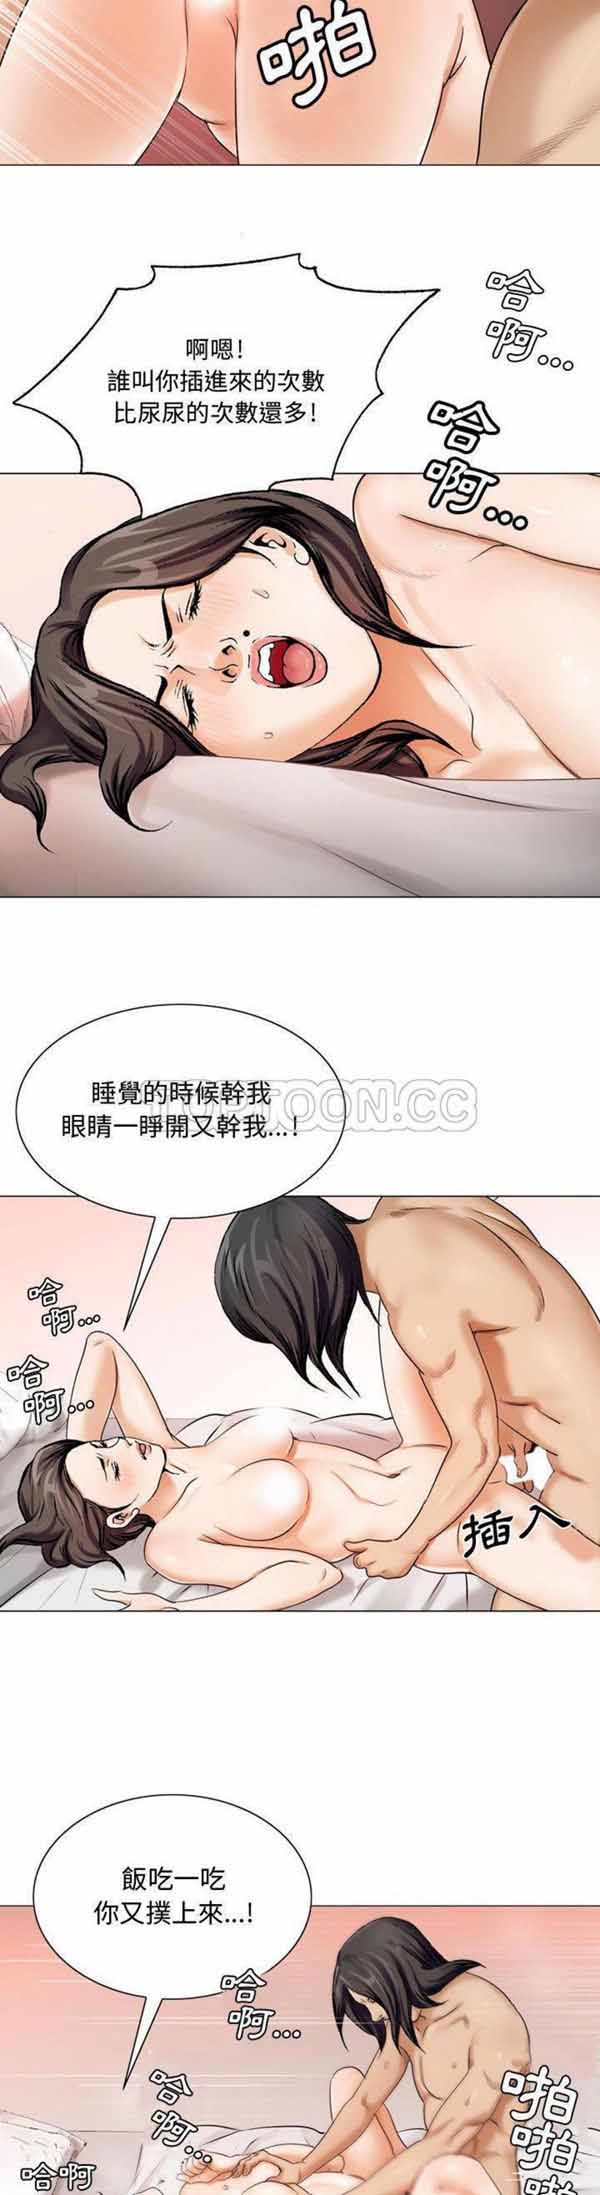 啪
哈
啊...
啊嗯!
誰叫你插進來的次數
比尿尿的次數還多!
哈
啊...
睡覺的時候幹我
眼睛一睜開又幹我...!
TOPTOON.CC
哈
啊...
哈
啊...
插入
飯吃一吃
你又撲上來...!
哈
啊...
哈
啊...
啪
啪
啪
哈啊